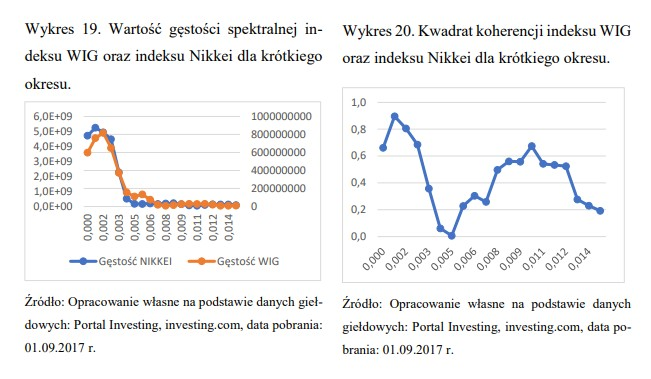 Wykres 19. Wartość gęstości spektralnej in-
deksu WIG oraz indeksu Nikkei dla krótkiego
okresu.
6,0E+09
5,0E+09
4,0E+09
3,0E+09
2,0E+09
1,0E+09
0,0E+00
1000000000
800000000
600000000
400000000
200000000
0
0,000
0,002
0,003
0,005
0,006
0,008
0,009
0,011
0,012
0,014
Gęstość NIKKEI
Gęstość WIG
Źródło: Opracowanie własne na podstawie danych gieł-
dowych: Portal Investing, investing.com, data pobrania:
01.09.2017 r.
Wykres 20. Kwadrat koherencji indeksu WIG
oraz indeksu Nikkei dla krótkiego okresu.
1,0
0,8
0,6
0,4
0,2
0,0
0,000
0,002
0,003
0,005
0,006
0,008
0,009
0,011
0,012
0,014
Źródło: Opracowanie własne na podstawie danych
giełdowych: Portal Investing, investing.com, data po-
brania: 01.09.2017 r.